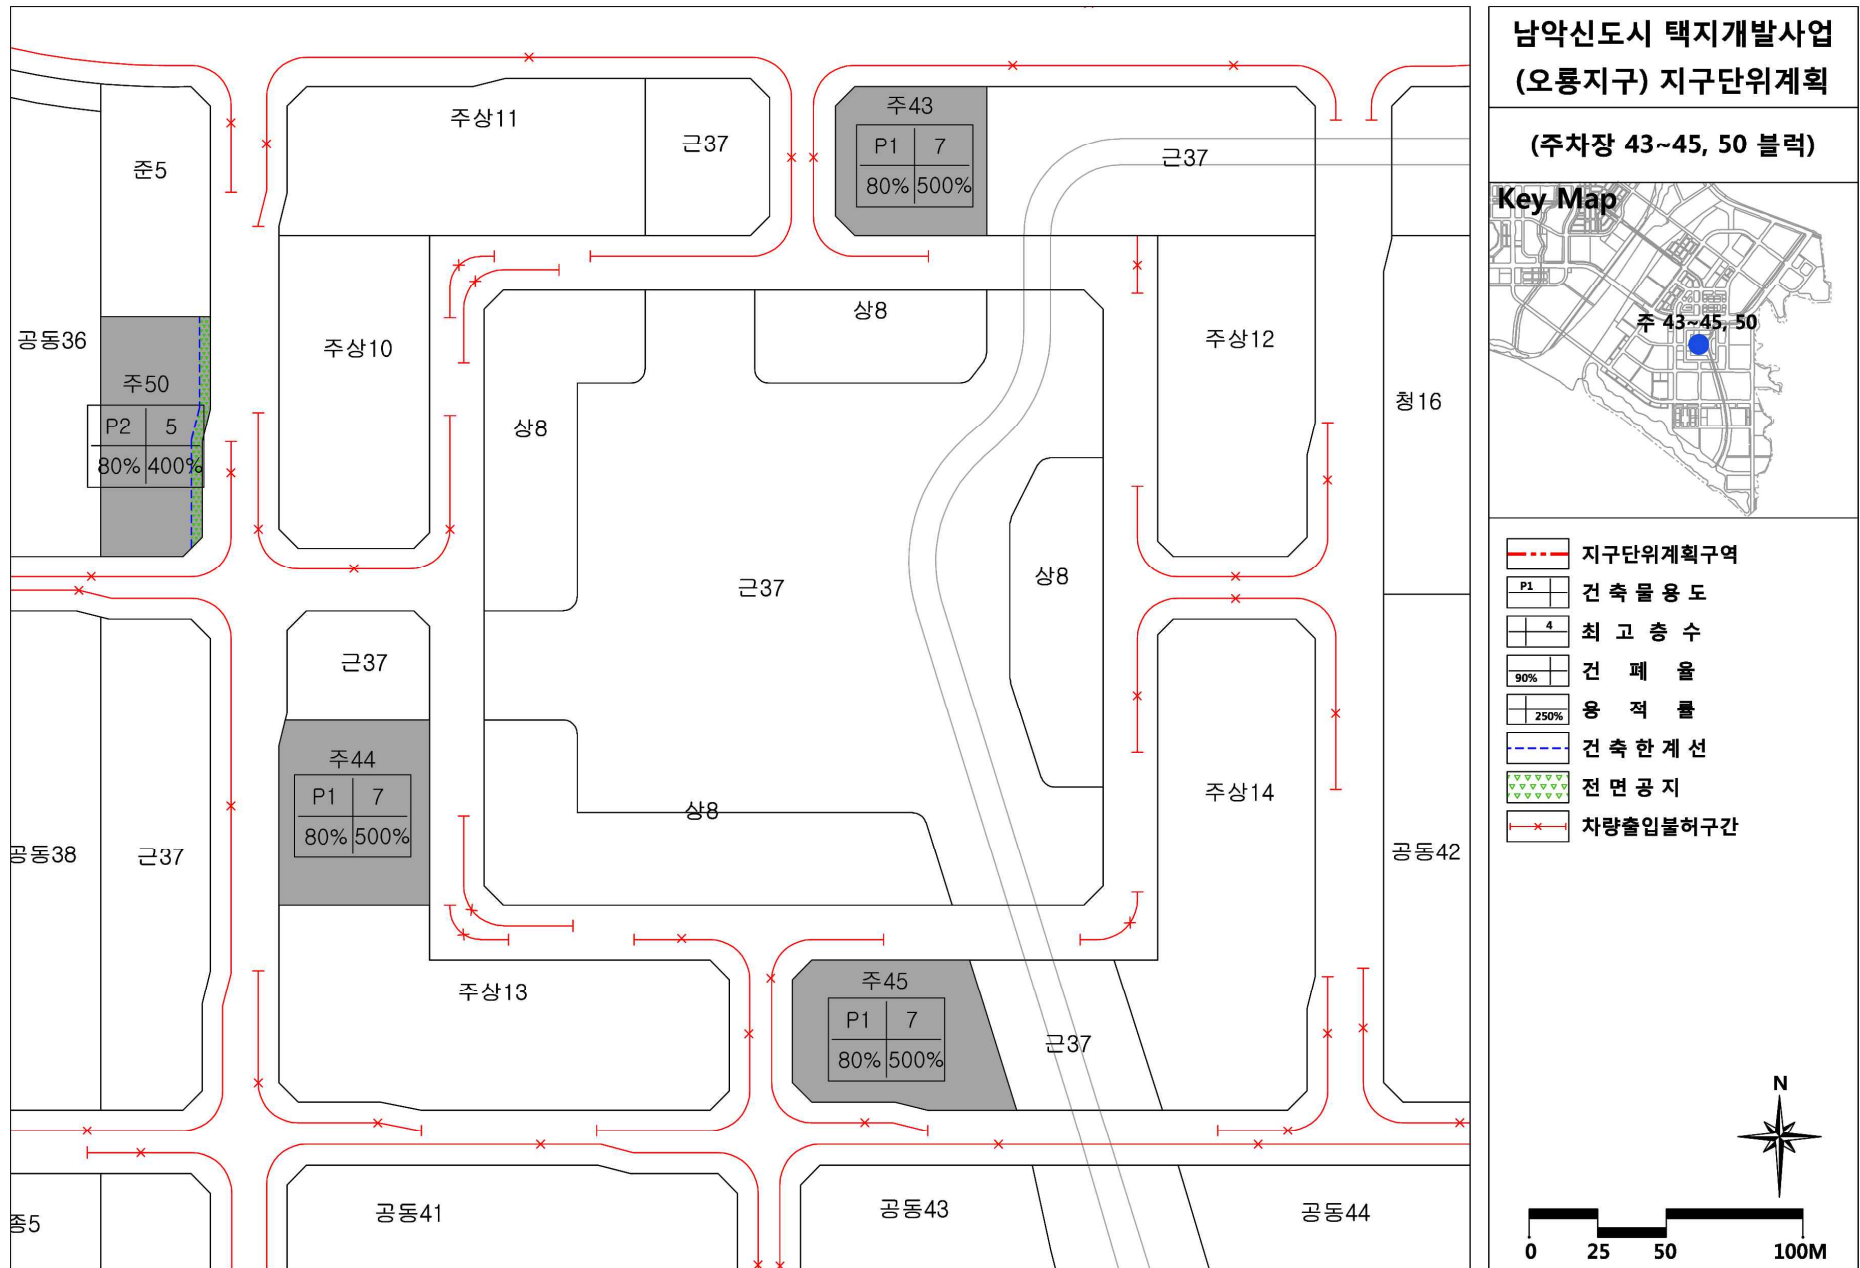 남악신도시 택지개발사업
(오룡지구) 지구단위계획
(주차장 43~45, 50 블럭)
Key Map
주 43~45, 50
지구단위계획구역
P1 건축물용도
4 최고층수
90% 건폐율
250% 용적률
건축한계선
전면공지
차량출입불허구간
N
0 25 50 100M
주상11
근37
주43
P1 7
80% 500%
근37
준5
공동36
주50
P2 5
80% 400%
주상10
상8
상8
주상12
청16
근37
상8
근37
주44
P1 7
80% 500%
상8
주상14
공동38
근37
공동42
주상13
주45
P1 7
80% 500%
근37
공동41
공동43
공동44